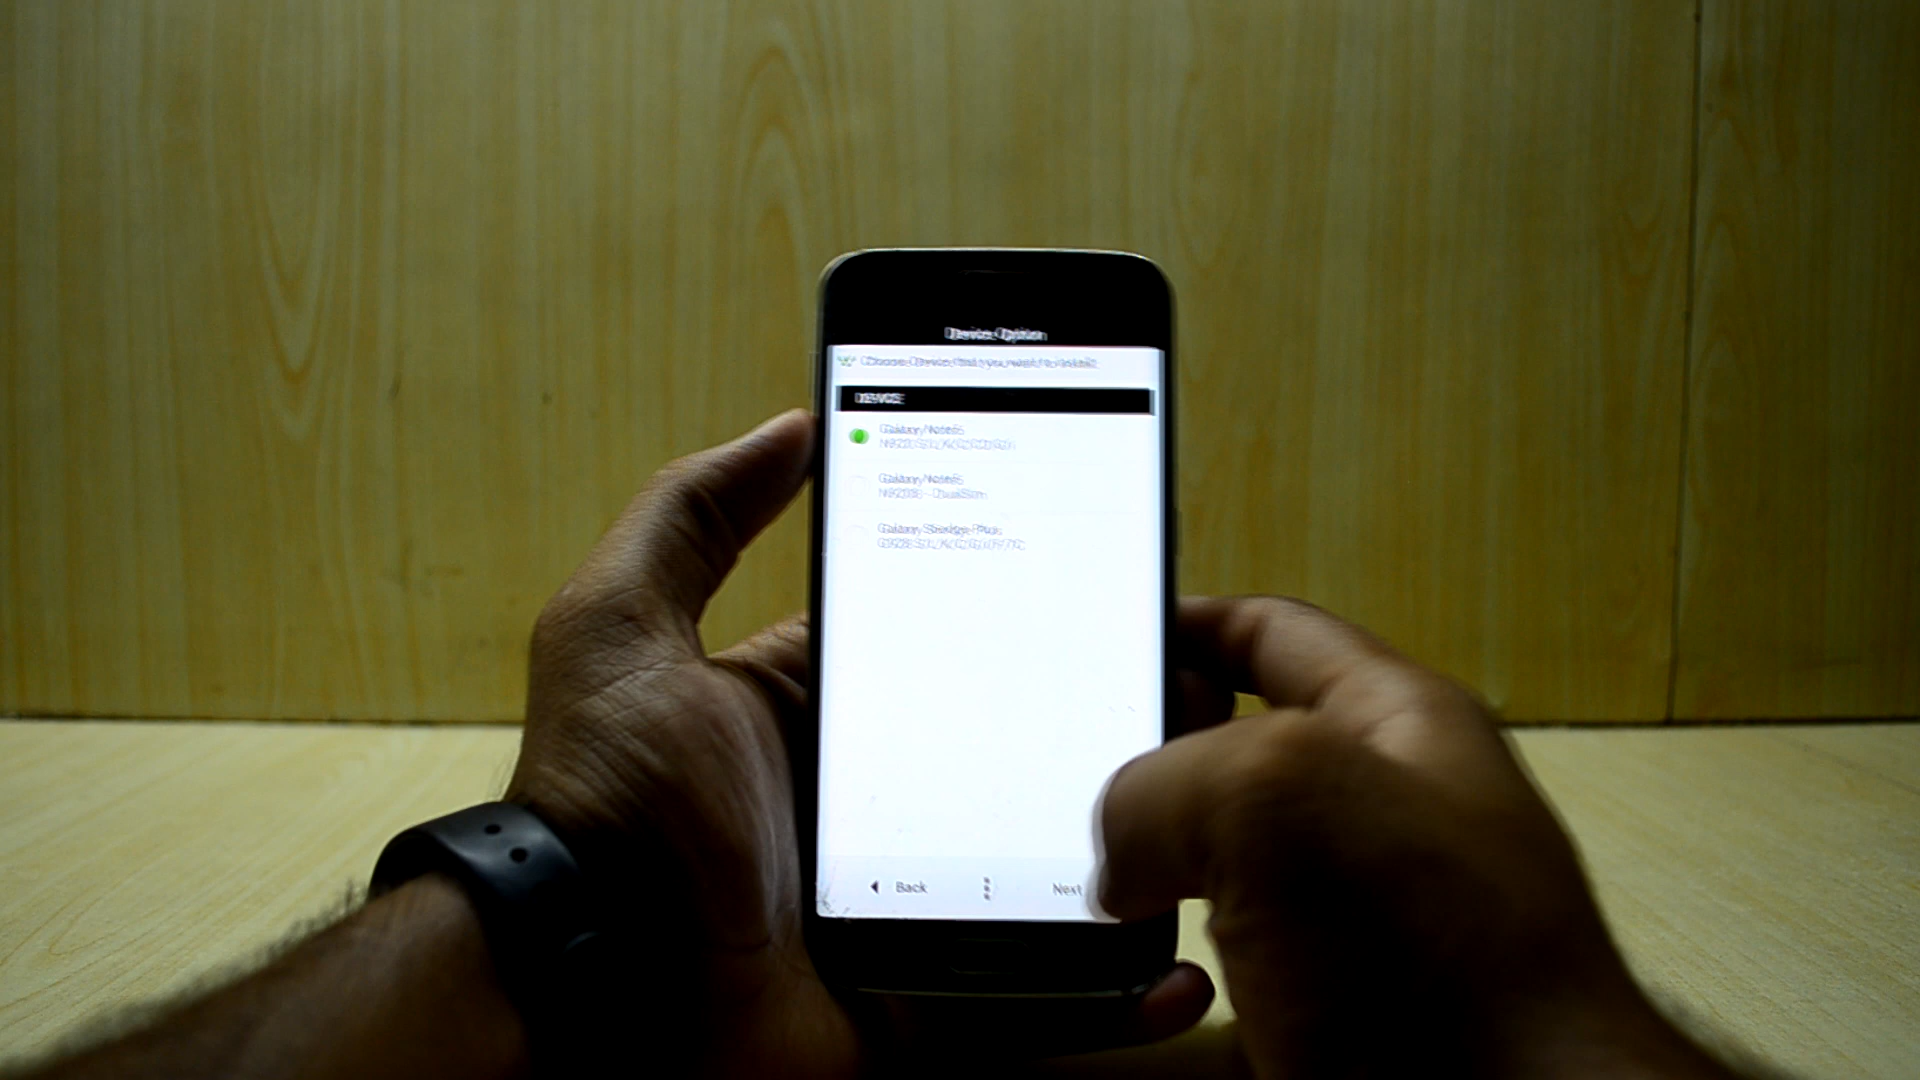 Device Option
Choose Device that you want to install:
DEVICE
Galaxy Note5
Galaxy Note5
- DualSim
Galaxy S6edge Plus
Back
Next